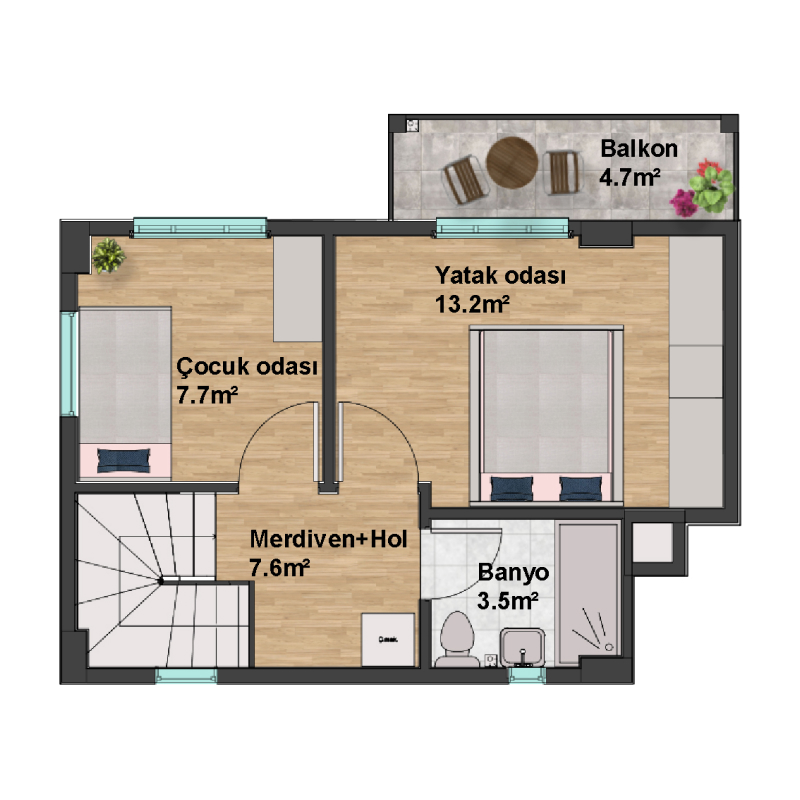 Balkon
4.7m²
Yatak odası
13.2m²
Çocuk odası
7.7m²
Merdiven+Hol
7.6m²
Banyo
3.5m²